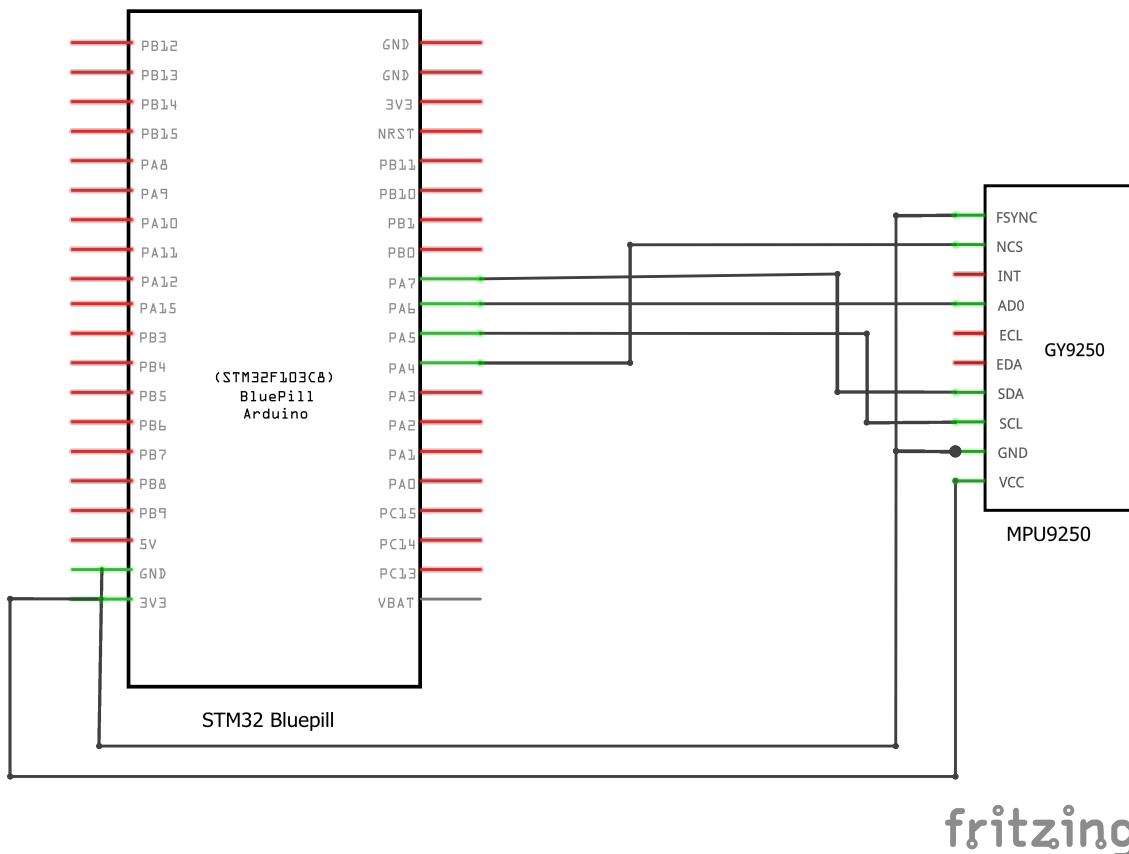 PB12
PB13
PB14
PB15
PA8
PA9
PA10
PA11
PA12
PA15
PB3
PB4
PB5
PB6
PB7
PB8
PB9
5V
GND
3V3
(STM32F103C8)
BluePill
Arduino
GND
GND
3V3
NRST
PB11
PB10
PB1
PB0
PA7
PA6
PA5
PA4
PA3
PA2
PA1
PA0
PC15
PC14
PC13
VBAT
STM32 Bluepill
FSYNC
NCS
INT
AD0
ECL
EDA
SDA
SCL
GND
VCC
GY9250
MPU9250
fritzing